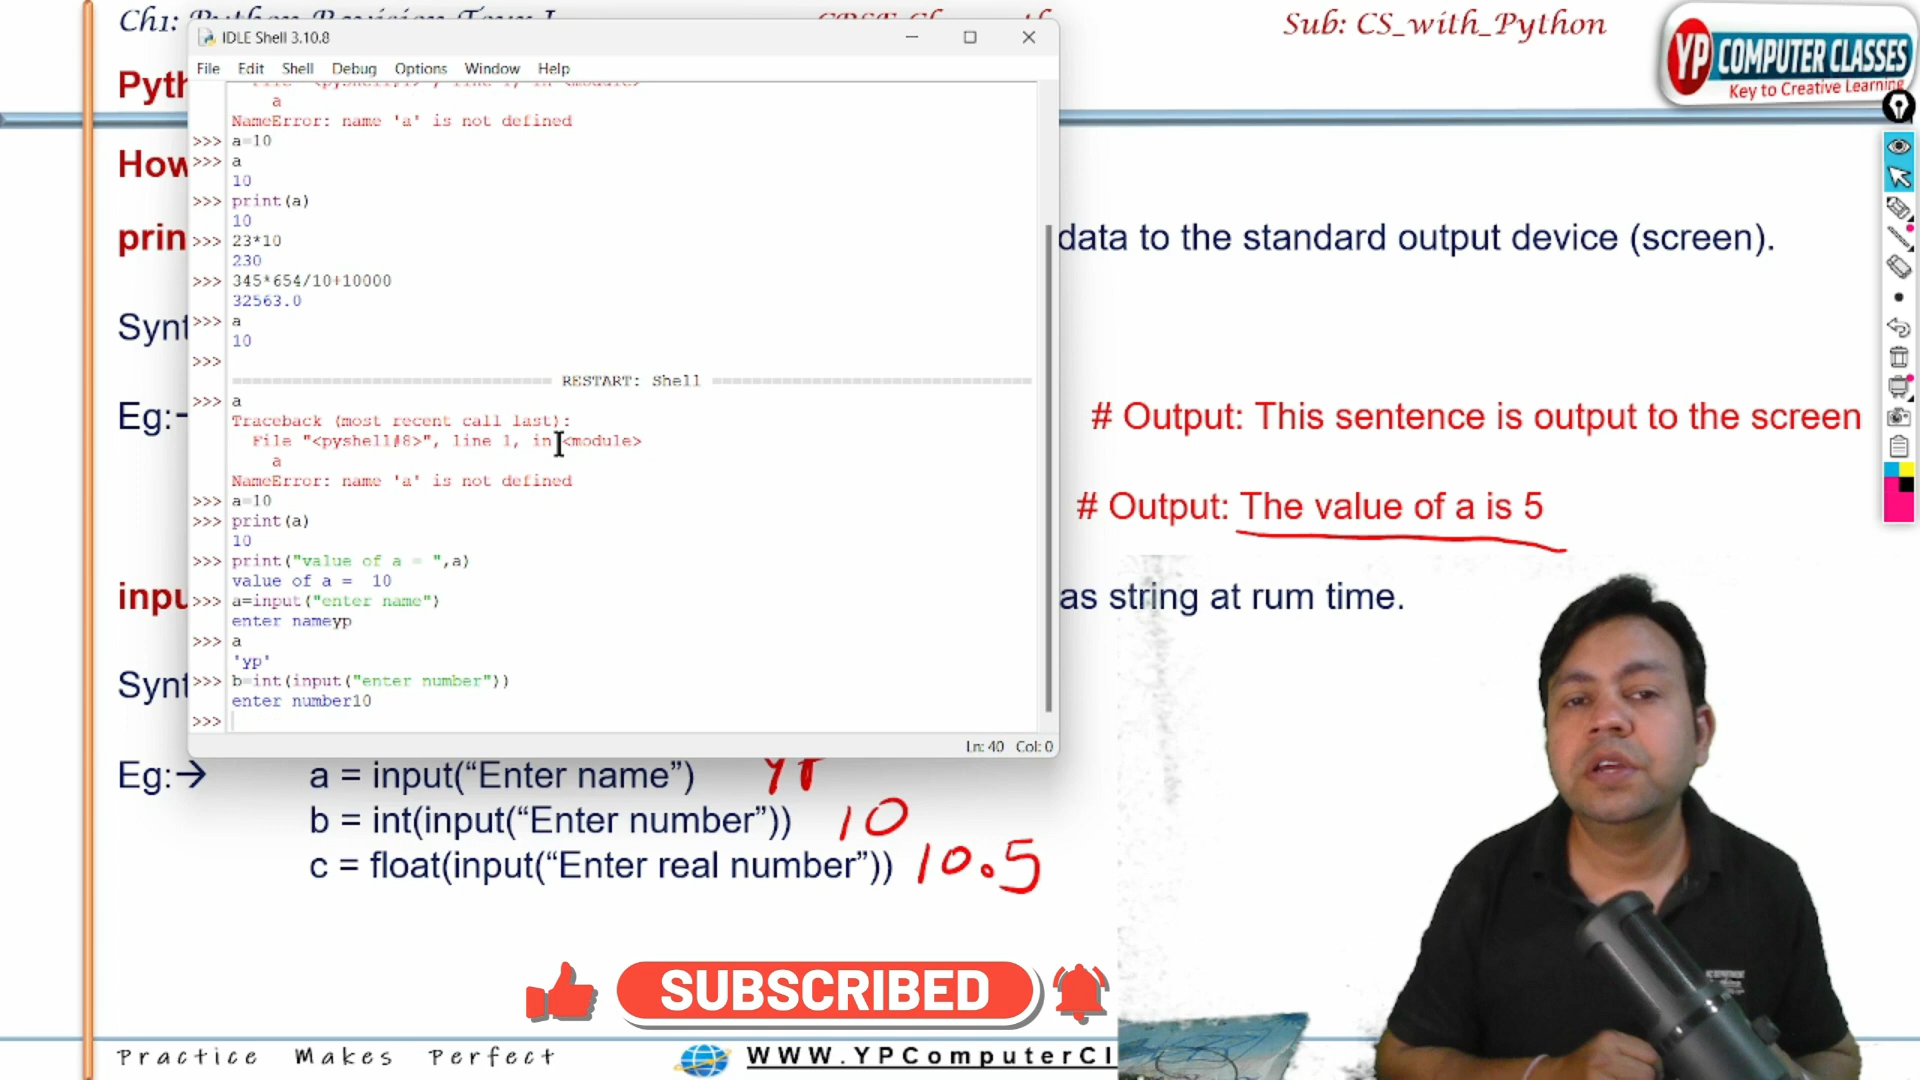 Ch1: Python Revision Tour I
Sub: CS_with_Python
YP COMPUTER CLASSES
Key to Creative Learning
IDLE Shell 3.10.8
File Edit Shell Debug Options Window Help
Pyth
a
NameError: name 'a' is not defined
>>> a=10
How
>>> a
10
>>> print(a)
10
prin
data to the standard output device (screen).
>>> 23*10
230
>>> 345*654/10+10000
32563.0
Synt
>>> a
10
>>>
RESTART: Shell
>>> a
Eg:-
Traceback (most recent call last):
# Output: This sentence is output to the screen
File "<pyshell#8>", line 1, in <module>
a
NameError: name 'a' is not defined
>>> a=10
# Output: The value of a is 5
>>> print(a)
10
>>> print("value of a = ",a)
value of a =  10
inpu
as string at rum time.
>>> a=input("enter name")
enter nameyp
>>> a
'yp'
Synt
>>> b=int(input("enter number"))
enter number10
>>>
Ln: 40 Col: 0
Eg:→ a = input(“Enter name”) YP
b = int(input(“Enter number”)) 10
c = float(input(“Enter real number”)) 10.5
SUBSCRIBED
Practice Makes Perfect
WWW.YPComputerCl